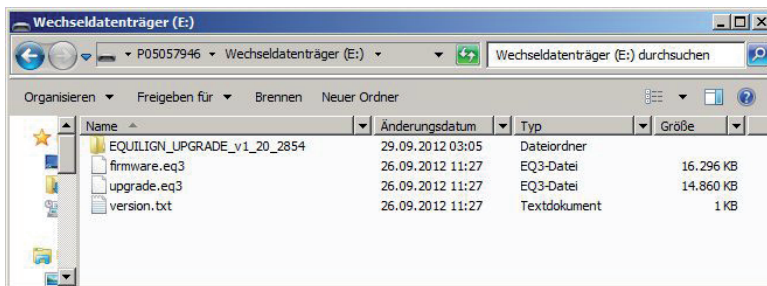 Wechseldatenträger (E:)
P05057946 Wechseldatenträger (E:) Wechseldatenträger (E:) durchsuchen
Organisieren Freigeben für Brennen Neuer Ordner
Name Änderungsdatum Typ Größe
EQUILIGN_UPGRADE_v1_20_2854 29.09.2012 03:05 Dateiordner
firmware.eq3 26.09.2012 11:27 EQ3-Datei 16.296 KB
upgrade.eq3 26.09.2012 11:27 EQ3-Datei 14.860 KB
version.txt 26.09.2012 11:27 Textdokument 1 KB